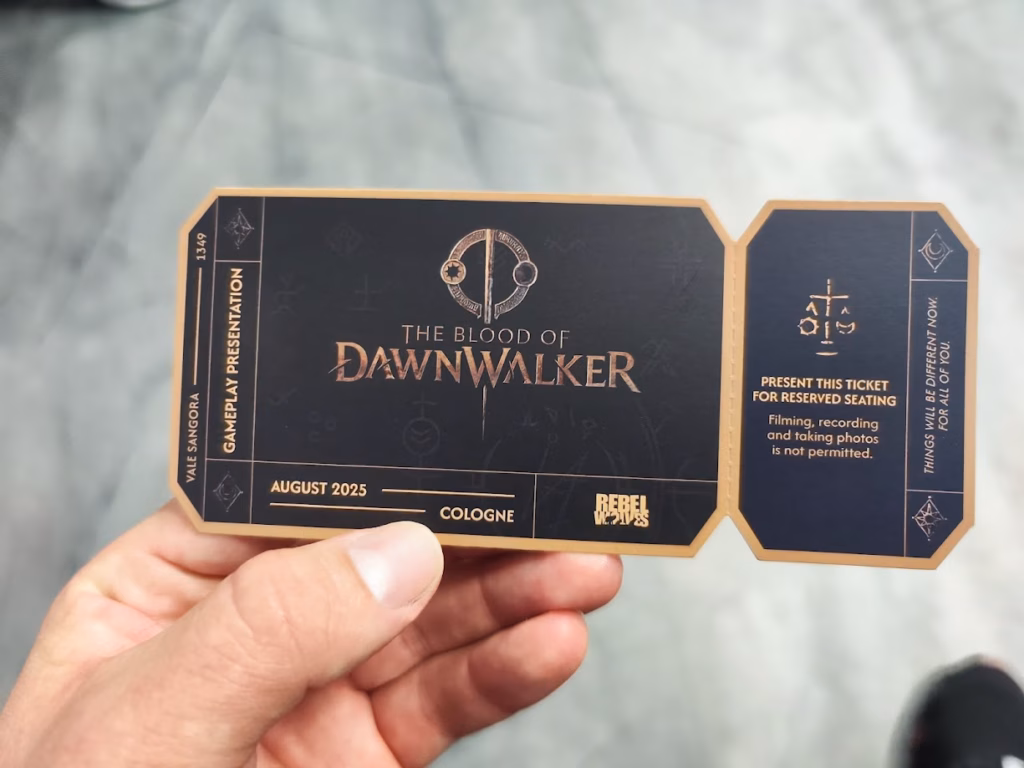 VALE SANGORA 1349
GAMEPLAY PRESENTATION
THE BLOOD OF
DAWNWALKER
AUGUST 2025
COLOGNE
REBEL
WOLVES
PRESENT THIS TICKET
FOR RESERVED SEATING
Filming, recording
and taking photos
is not permitted.
THINGS WILL BE DIFFERENT NOW.
FOR ALL OF YOU.